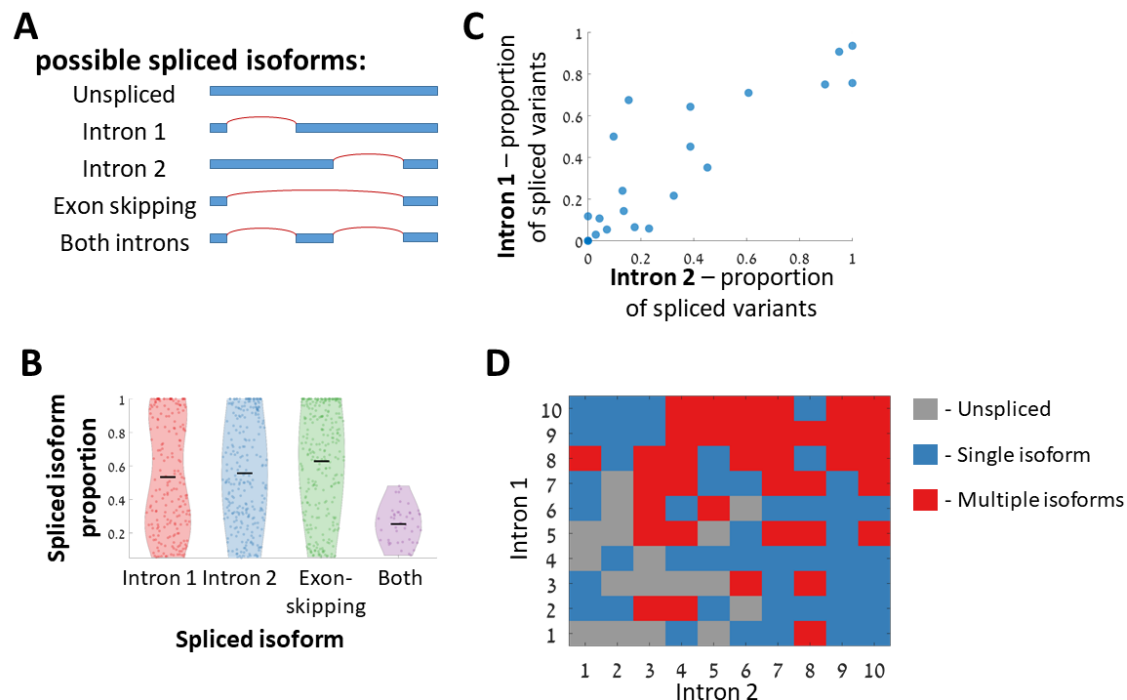 A
possible spliced isoforms:
Unspliced
Intron 1
Intron 2
Exon skipping
Both introns
B
Spliced isoform
proportion
1
0.8
0.6
0.4
0.2
Intron 1 Intron 2 Exon- Both
skipping
Spliced isoform
C
Intron 1 – proportion
of spliced variants
1
0.8
0.6
0.4
0.2
0
0 0.2 0.4 0.6 0.8 1
Intron 2 – proportion
of spliced variants
D
Intron 1
10
9
8
7
6
5
4
3
2
1
1 2 3 4 5 6 7 8 9 10
Intron 2
- Unspliced
- Single isoform
- Multiple isoforms